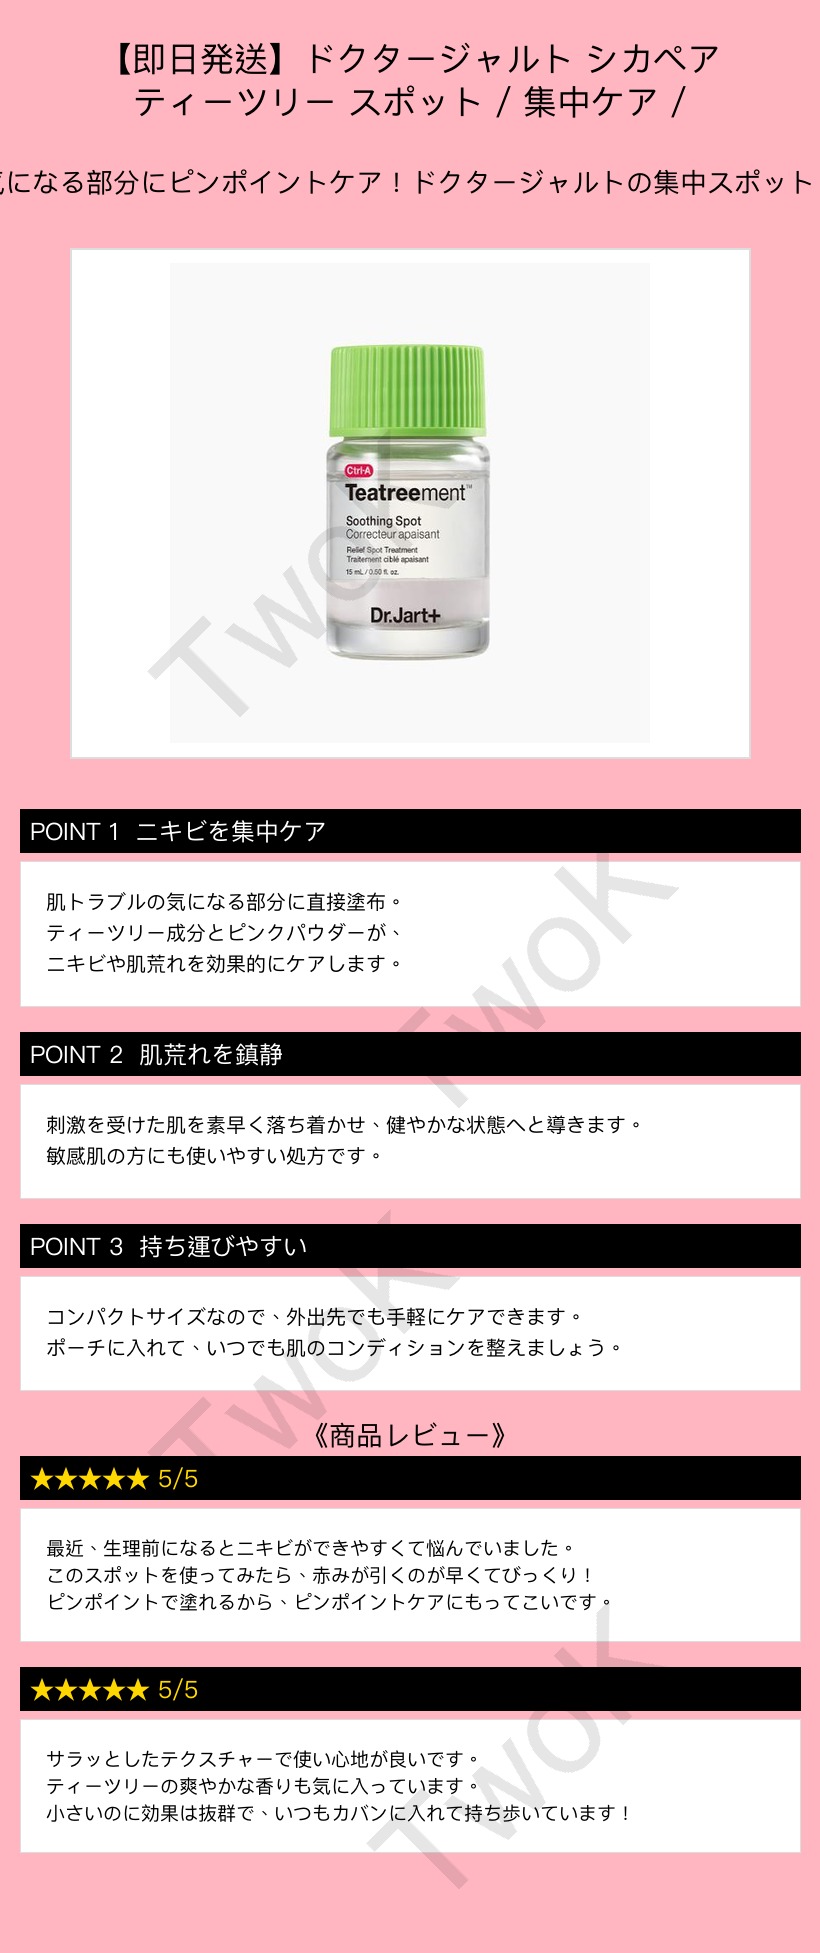 【即日発送】ドクタージャルト シカペア
ティーツリー スポット / 集中ケア /
になる部分にピンポイントケア！ドクタージャルトの集中スポット
Ctrl·A
Teatreement™
Soothing Spot
Correcteur apaisant
Relief Spot Treatment
Traitement ciblé apaisant
15 mL / 0.50 fl. oz.
Dr.Jart+
TwoK
POINT 1 ニキビを集中ケア
肌トラブルの気になる部分に直接塗布。
ティーツリー成分とピンクパウダーが、
ニキビや肌荒れを効果的にケアします。
TwoK
POINT 2 肌荒れを鎮静
刺激を受けた肌を素早く落ち着かせ、健やかな状態へと導きます。
敏感肌の方にも使いやすい処方です。
POINT 3 持ち運びやすい
コンパクトサイズなので、外出先でも手軽にケアできます。
ポーチに入れて、いつでも肌のコンディションを整えましょう。
TwoK
《商品レビュー》
★★★★★ 5/5
最近、生理前になるとニキビができやすくて悩んでいました。
このスポットを使ってみたら、赤みが引くのが早くてびっくり！
ピンポイントで塗れるから、ピンポイントケアにもってこいです。
★★★★★ 5/5
サラッとしたテクスチャーで使い心地が良いです。
ティーツリーの爽やかな香りも気に入っています。
小さいのに効果は抜群で、いつもカバンに入れて持ち歩いています！
TwoK